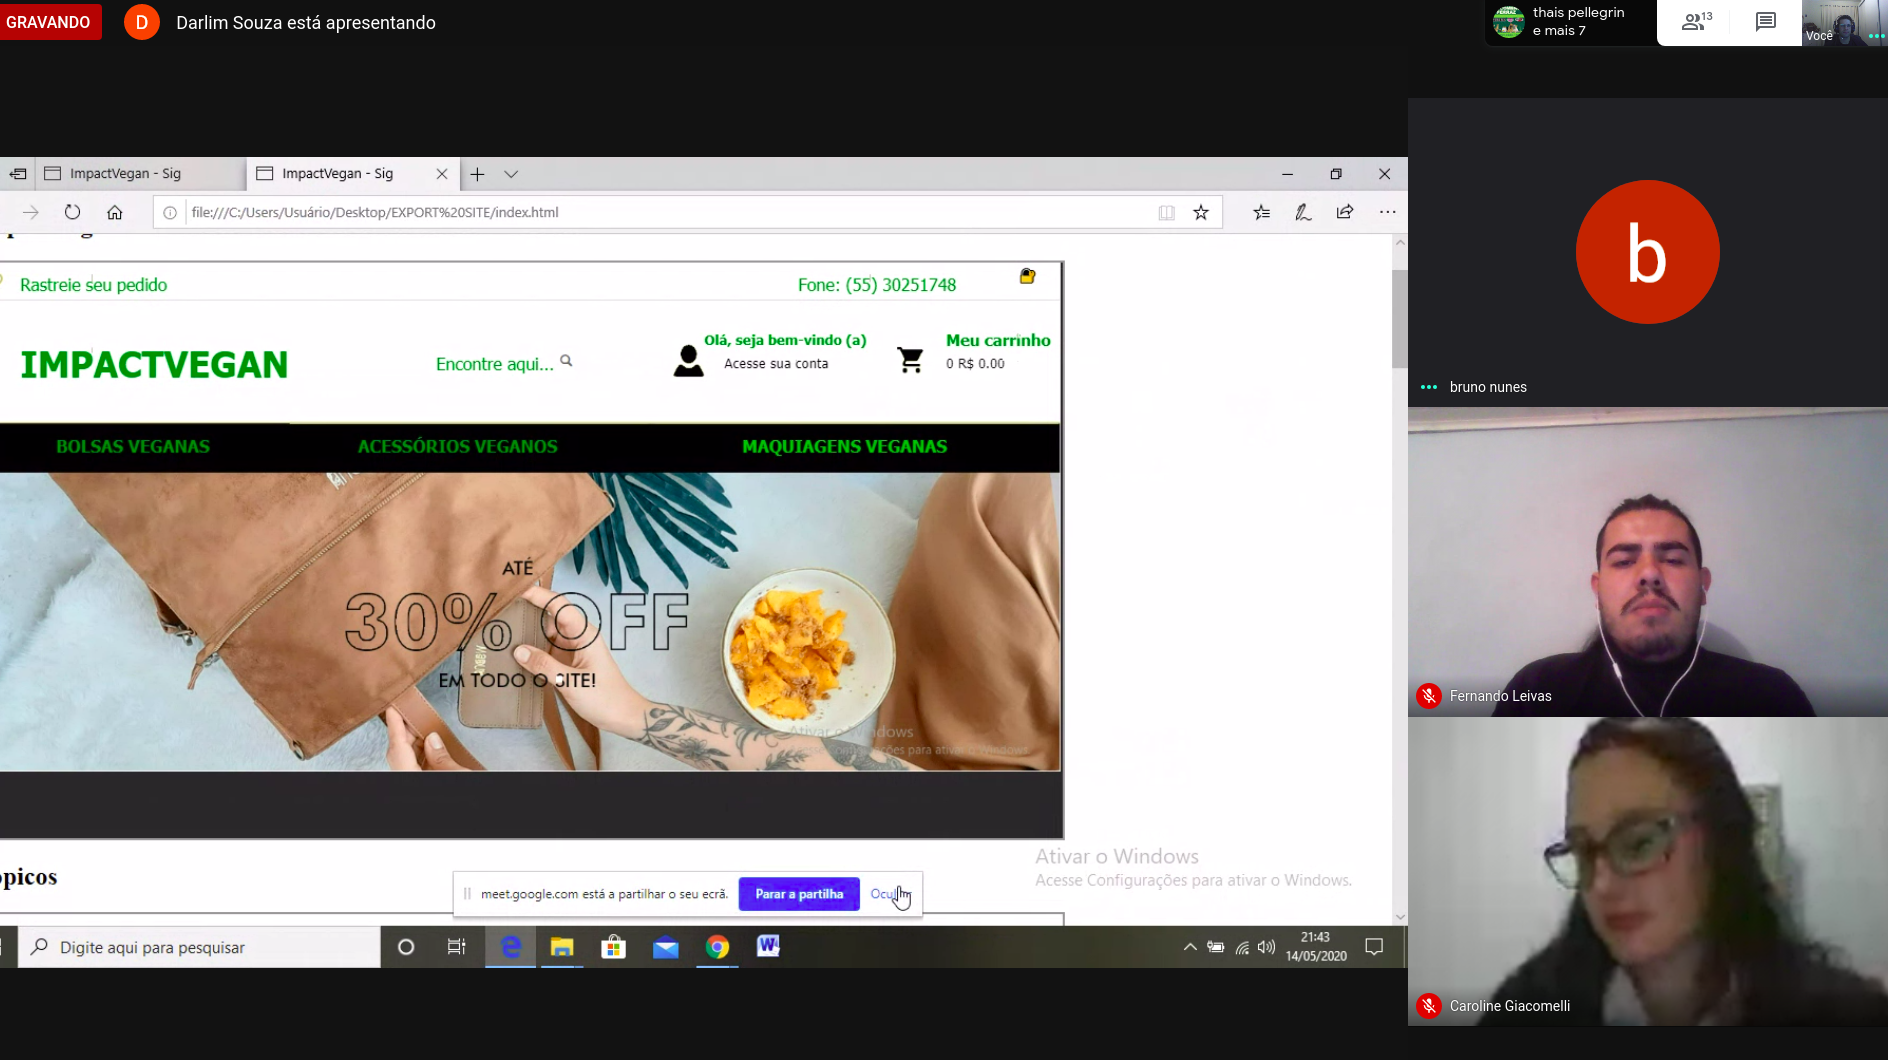 GRAVANDO
D
Darlim Souza está apresentando
thais pellegrin
e mais 7
13
Você
ImpactVegan - Sig
ImpactVegan - Sig
file:///C:/Users/Usuário/Desktop/EXPORT%20SITE/index.html
Rastreie seu pedido
Fone: (55) 30251748
IMPACTVEGAN
Encontre aqui...
Olá, seja bem-vindo (a)
Acesse sua conta
Meu carrinho
0 R$ 0.00
BOLSAS VEGANAS
ACESSÓRIOS VEGANOS
MAQUIAGENS VEGANAS
ATÉ
30% OFF
EM TODO O SITE!
Ativar o Windows
Acesse Configurações para ativar o Windows.
opicos
Ativar o Windows
Acesse Configurações para ativar o Windows.
meet.google.com está a partilhar o seu ecrã.
Parar a partilha
Digite aqui para pesquisar
21:43
14/05/2020
b
bruno nunes
Fernando Leivas
Caroline Giacomelli